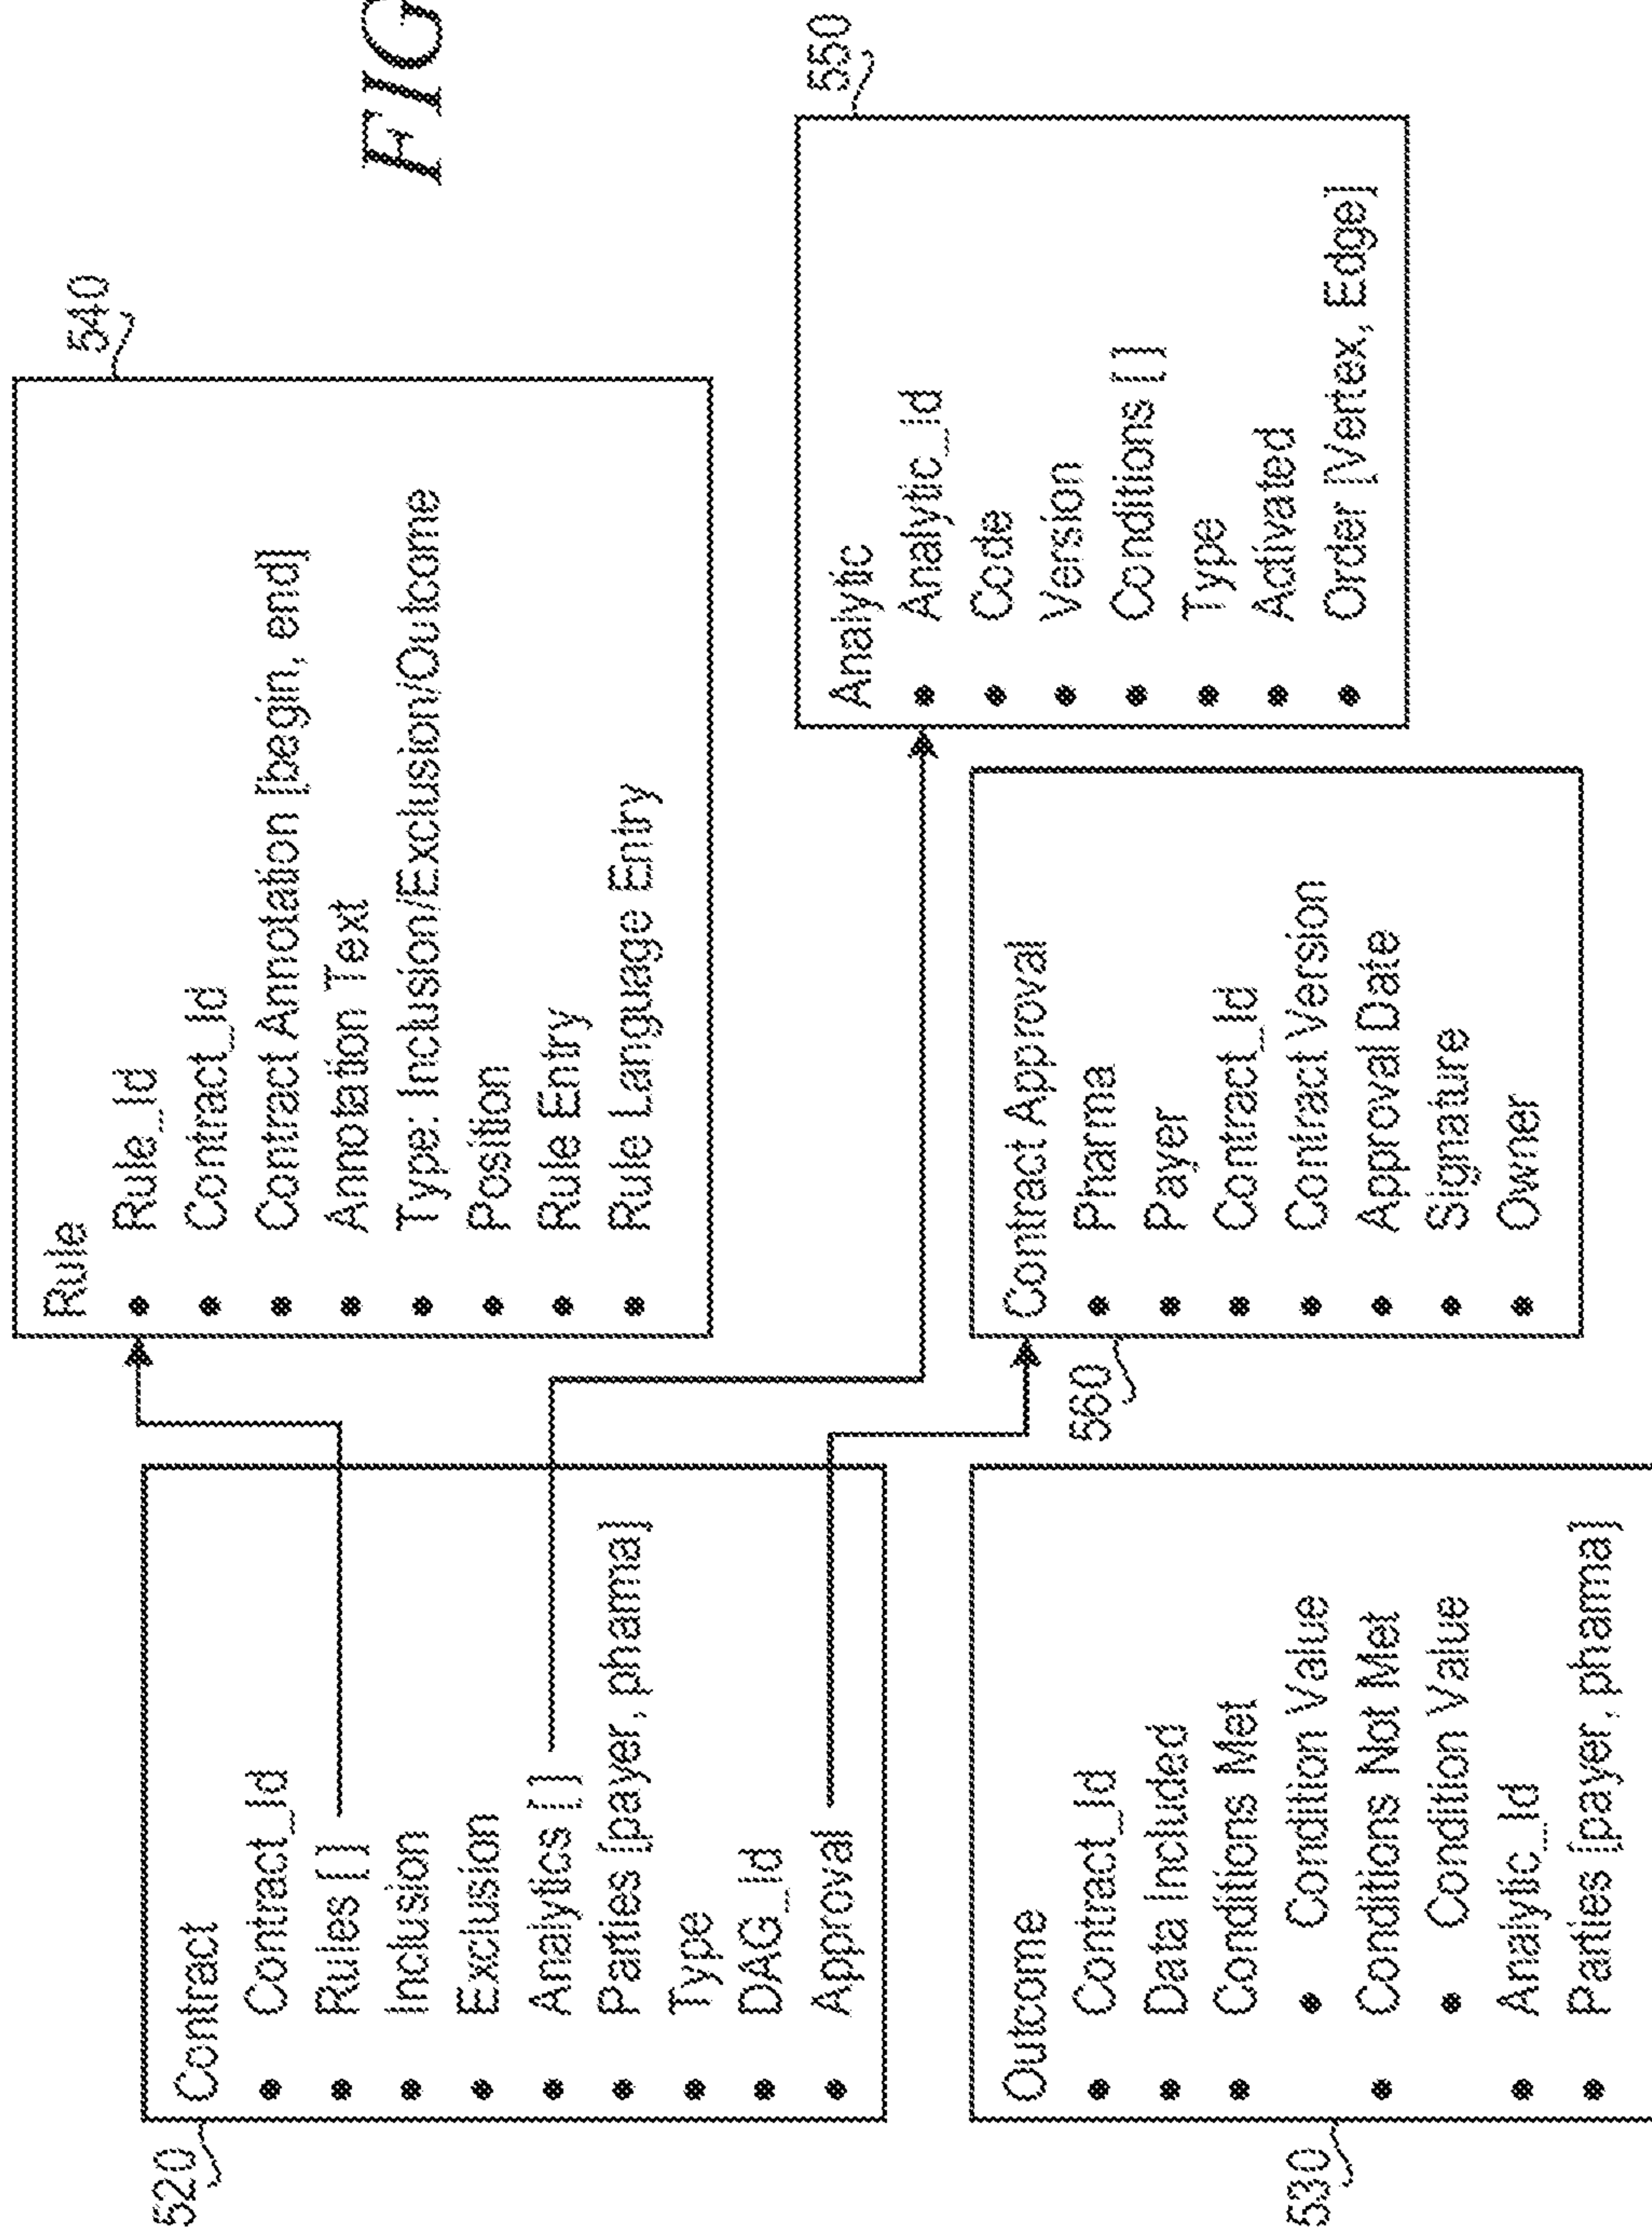 520
Contract
• Contract_Id
• Rules [ ]
• Inclusion
• Exclusion
• Analytics [ ]
• Parties [payer, pharma]
• Type
• DAG_Id
• Approval
540
Rule
• Rule_Id
• Contract_Id
• Contract Annotation [begin, end]
• Annotation Text
• Type: Inclusion/Exclusion/Outcome
• Position
• Rule Entry
• Rule Language Entry
FIG
530
Outcome
• Contract_Id
• Data Included
• Conditions Met
• Condition Value
• Conditions Not Met
• Condition Value
• Analytic_Id
• Parties [payer, pharma]
560
Contract Approval
• Pharma
• Payer
• Contract_Id
• Contract Version
• Approval Date
• Signature
• Owner
550
Analytic
• Analytic_Id
• Code
• Version
• Conditions [ ]
• Type
• Activated
• Order [Vertex, Edge]